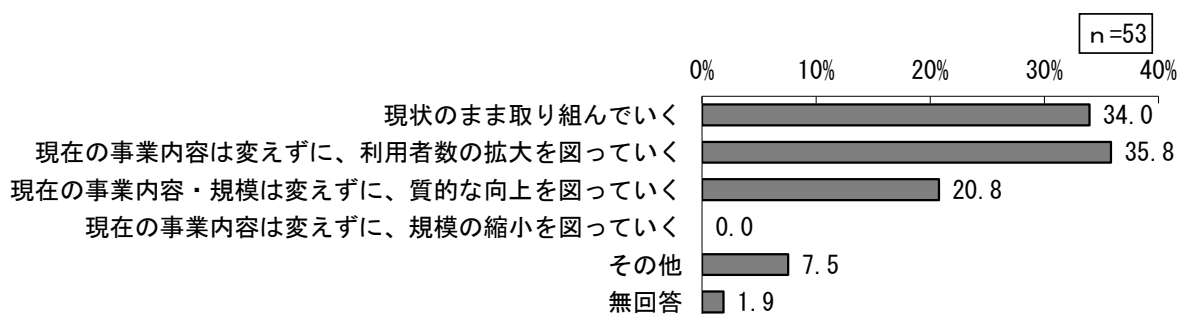 ｎ=53
0% 10% 20% 30% 40%
現状のまま取り組んでいく 34.0
現在の事業内容は変えずに、利用者数の拡大を図っていく 35.8
現在の事業内容・規模は変えずに、質的な向上を図っていく 20.8
現在の事業内容は変えずに、規模の縮小を図っていく 0.0
その他 7.5
無回答 1.9